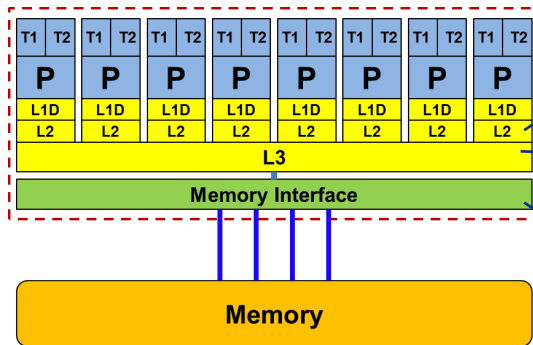 T1 T2 T1 T2 T1 T2 T1 T2 T1 T2 T1 T2 T1 T2 T1 T2
P P P P P P P P
L1D L1D L1D L1D L1D L1D L1D L1D
L2 L2 L2 L2 L2 L2 L2 L2
L3
Memory Interface
Memory